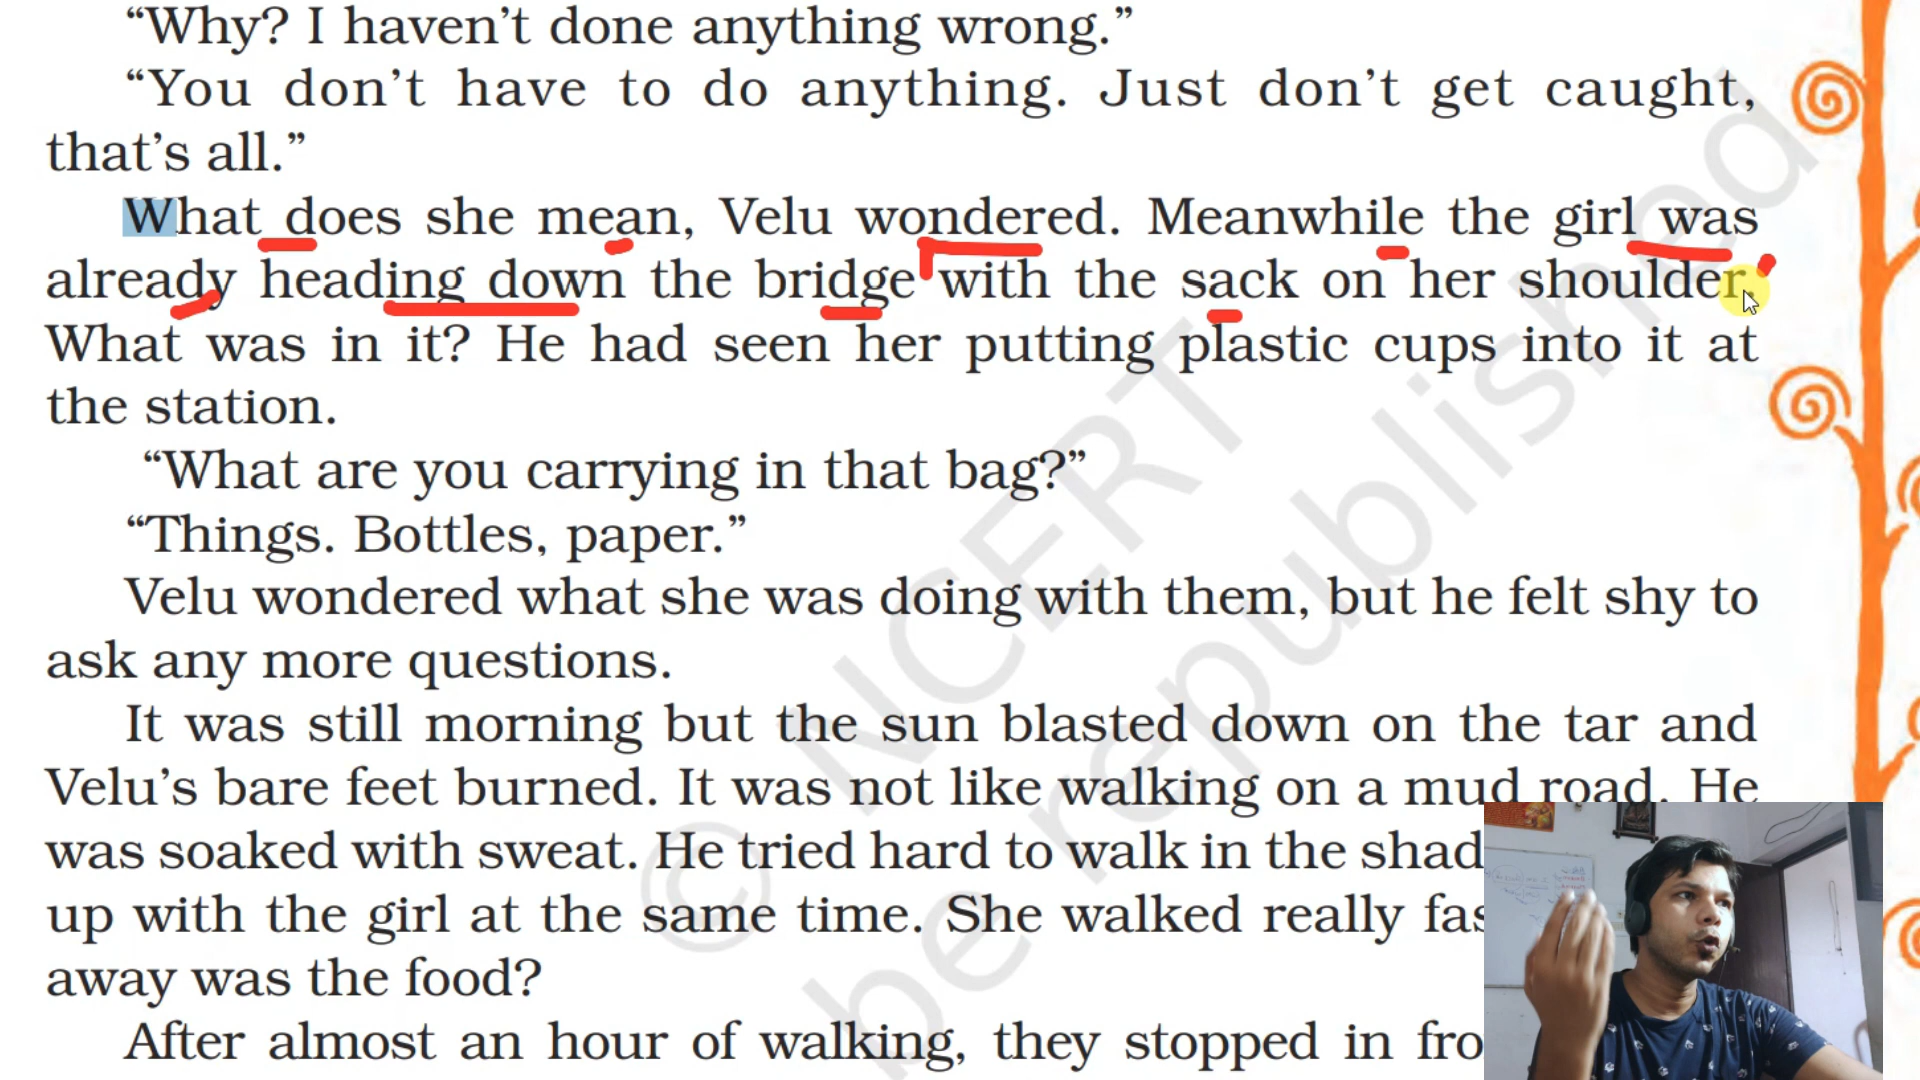 “Why? I haven’t done anything wrong.”
“You don’t have to do anything. Just don’t get caught,
that’s all.”
What does she mean, Velu wondered. Meanwhile the girl was
already heading down the bridge with the sack on her shoulder.
What was in it? He had seen her putting plastic cups into it at
the station.
“What are you carrying in that bag?”
“Things. Bottles, paper.”
Velu wondered what she was doing with them, but he felt shy to
ask any more questions.
It was still morning but the sun blasted down on the tar and
Velu’s bare feet burned. It was not like walking on a mud road. He
was soaked with sweat. He tried hard to walk in the shad
up with the girl at the same time. She walked really fas
away was the food?
After almost an hour of walking, they stopped in fro
© NCERT
be republished